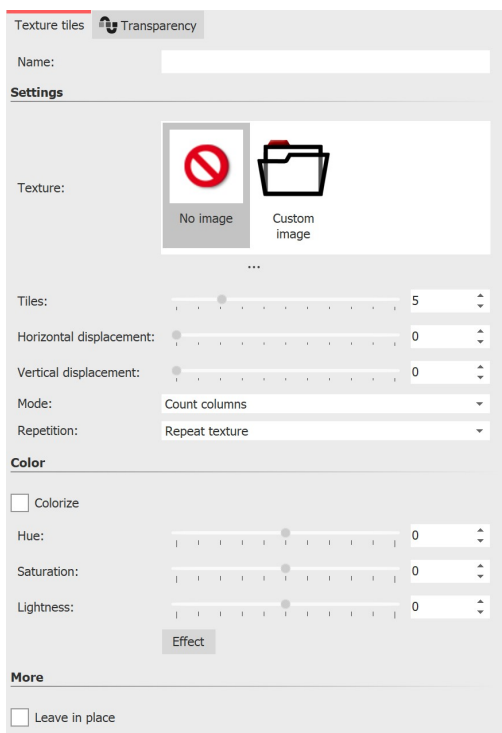 Texture tiles Transparency
Name:
Settings
Texture:
No image Custom
image
...
Tiles: 5
Horizontal displacement: 0
Vertical displacement: 0
Mode: Count columns
Repetition: Repeat texture
Color
Colorize
Hue: 0
Saturation: 0
Lightness: 0
Effect
More
Leave in place